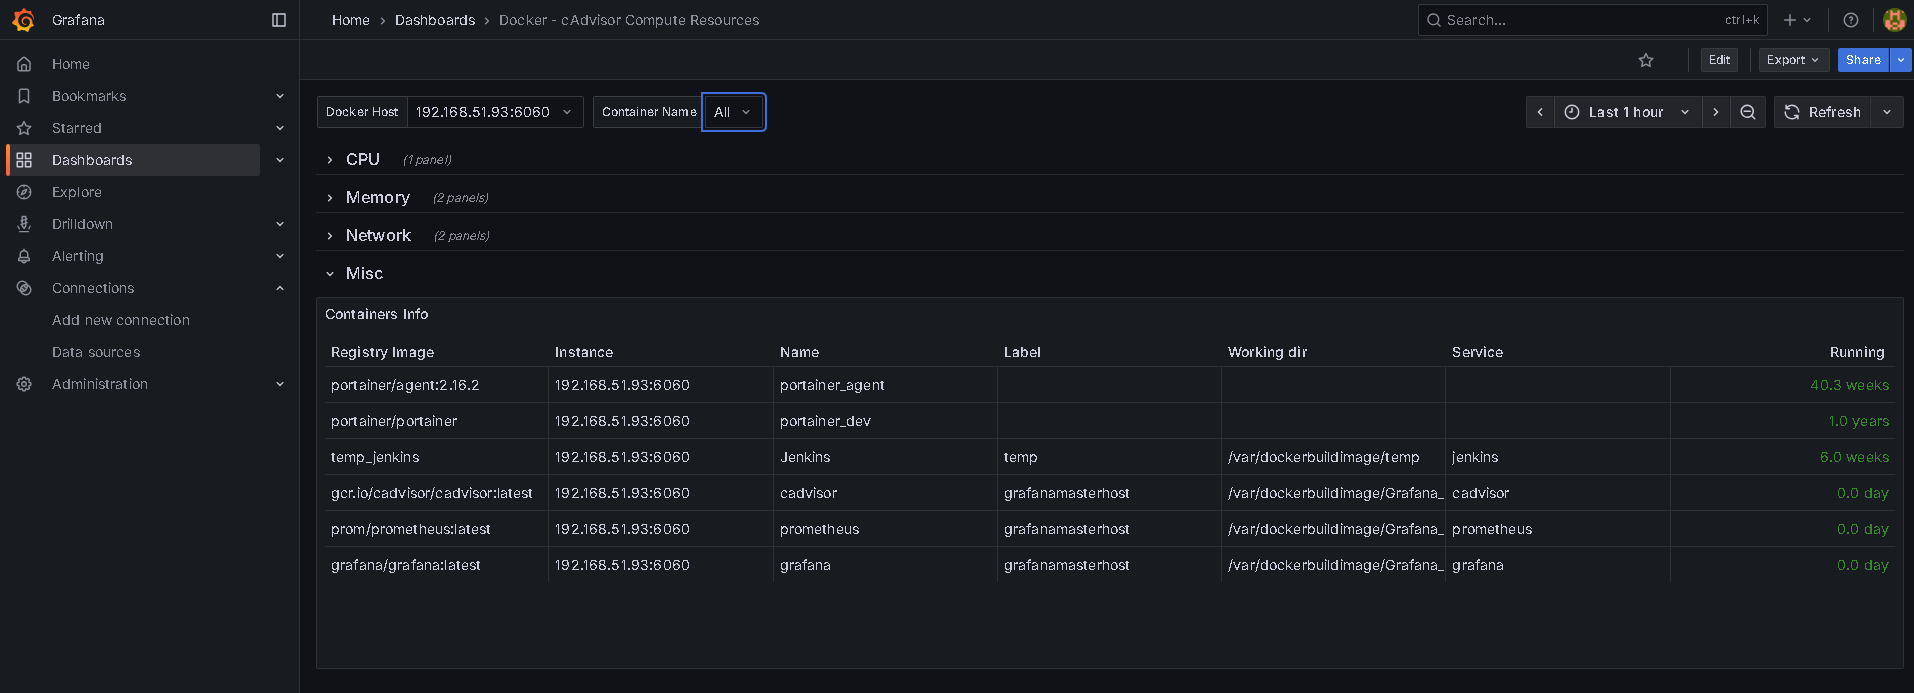 Grafana
Home
Bookmarks
Starred
Dashboards
Explore
Drilldown
Alerting
Connections
Add new connection
Data sources
Administration
Home › Dashboards › Docker - cAdvisor Compute Resources
Search... ctrl+k
Edit Export Share
Docker Host 192.168.51.93:6060 Container Name All Last 1 hour Refresh
CPU (1 panel)
Memory (2 panels)
Network (2 panels)
Misc
Containers Info
Registry Image Instance Name Label Working dir Service Running
portainer/agent:2.16.2 192.168.51.93:6060 portainer_agent 40.3 weeks
portainer/portainer 192.168.51.93:6060 portainer_dev 1.0 years
temp_jenkins 192.168.51.93:6060 Jenkins temp /var/dockerbuildimage/temp jenkins 6.0 weeks
gcr.io/cadvisor/cadvisor:latest 192.168.51.93:6060 cadvisor grafanamasterhost /var/dockerbuildimage/Grafana_ cadvisor 0.0 day
prom/prometheus:latest 192.168.51.93:6060 prometheus grafanamasterhost /var/dockerbuildimage/Grafana_ prometheus 0.0 day
grafana/grafana:latest 192.168.51.93:6060 grafana grafanamasterhost /var/dockerbuildimage/Grafana_ grafana 0.0 day